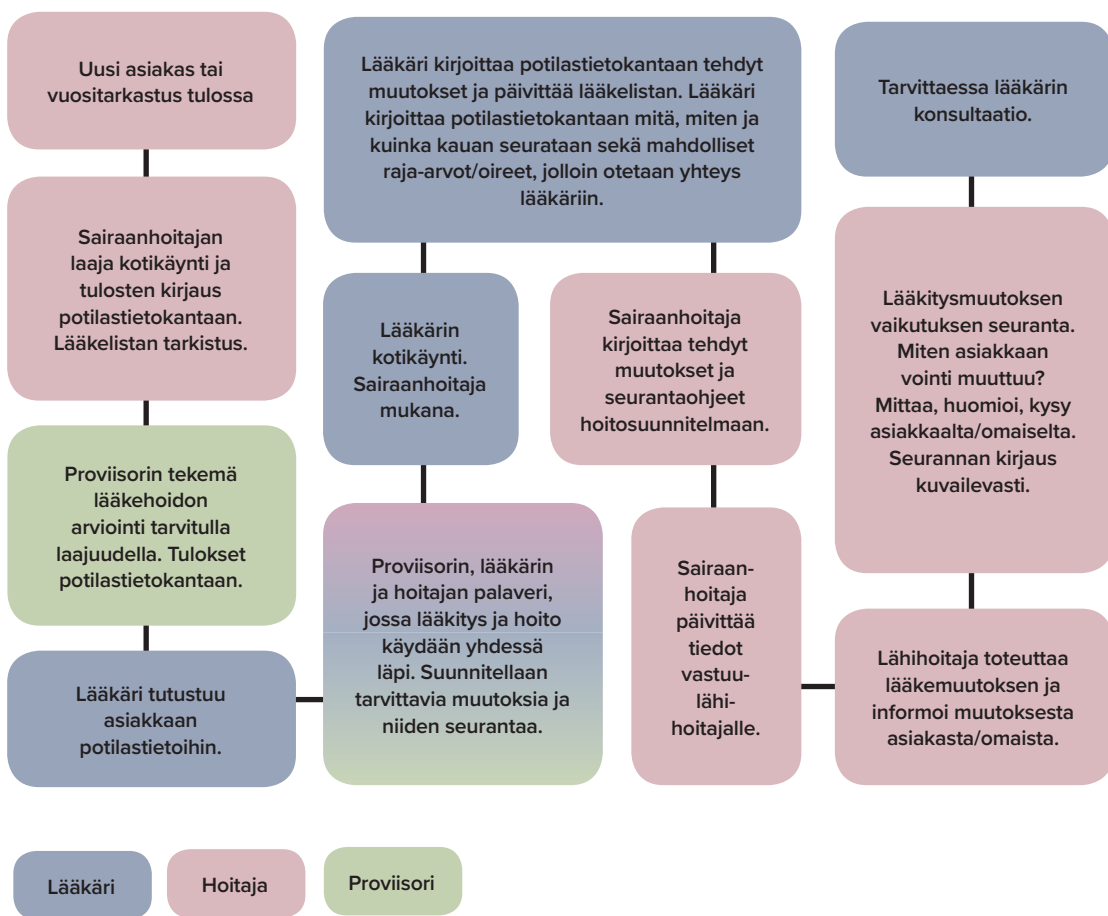 Uusi asiakas tai
vuositarkastus tulossa
Sairaanhoitajan
laaja kotikäynti ja
tulosten kirjaus
potilastietokantaan.
Lääkelistan tarkistus.
Proviisorin tekemä
lääkehoidon
arviointi tarvitulla
laajuudella. Tulokset
potilastietokantaan.
Lääkäri tutustuu
asiakkaan
potilastietoihin.
Proviisorin, lääkärin
ja hoitajan palaveri,
jossa lääkitys ja hoito
käydään yhdessä
läpi. Suunnitellaan
tarvittavia muutoksia ja
niiden seurantaa.
Lääkärin
kotikäynti.
Sairaanhoitaja
mukana.
Lääkäri kirjoittaa potilastietokantaan tehdyt
muutokset ja päivittää lääkelistan. Lääkäri
kirjoittaa potilastietokantaan mitä, miten ja
kuinka kauan seurataan sekä mahdolliset
raja-arvot/oireet, jolloin otetaan yhteys
lääkäriin.
Sairaanhoitaja
kirjoittaa tehdyt
muutokset ja
seurantaohjeet
hoitosuunnitelmaan.
Sairaan-
hoitaja
päivittää
tiedot
vastuu-
lähi-
hoitajalle.
Lähihoitaja toteuttaa
lääkemuutoksen ja
informoi muutoksesta
asiakasta/omaista.
Lääkitysmuutoksen
vaikutuksen seuranta.
Miten asiakkaan
vointi muuttuu?
Mittaa, huomioi, kysy
asiakkaalta/omaiselta.
Seurannan kirjaus
kuvailevasti.
Tarvittaessa lääkärin
konsultaatio.
Lääkäri
Hoitaja
Proviisori